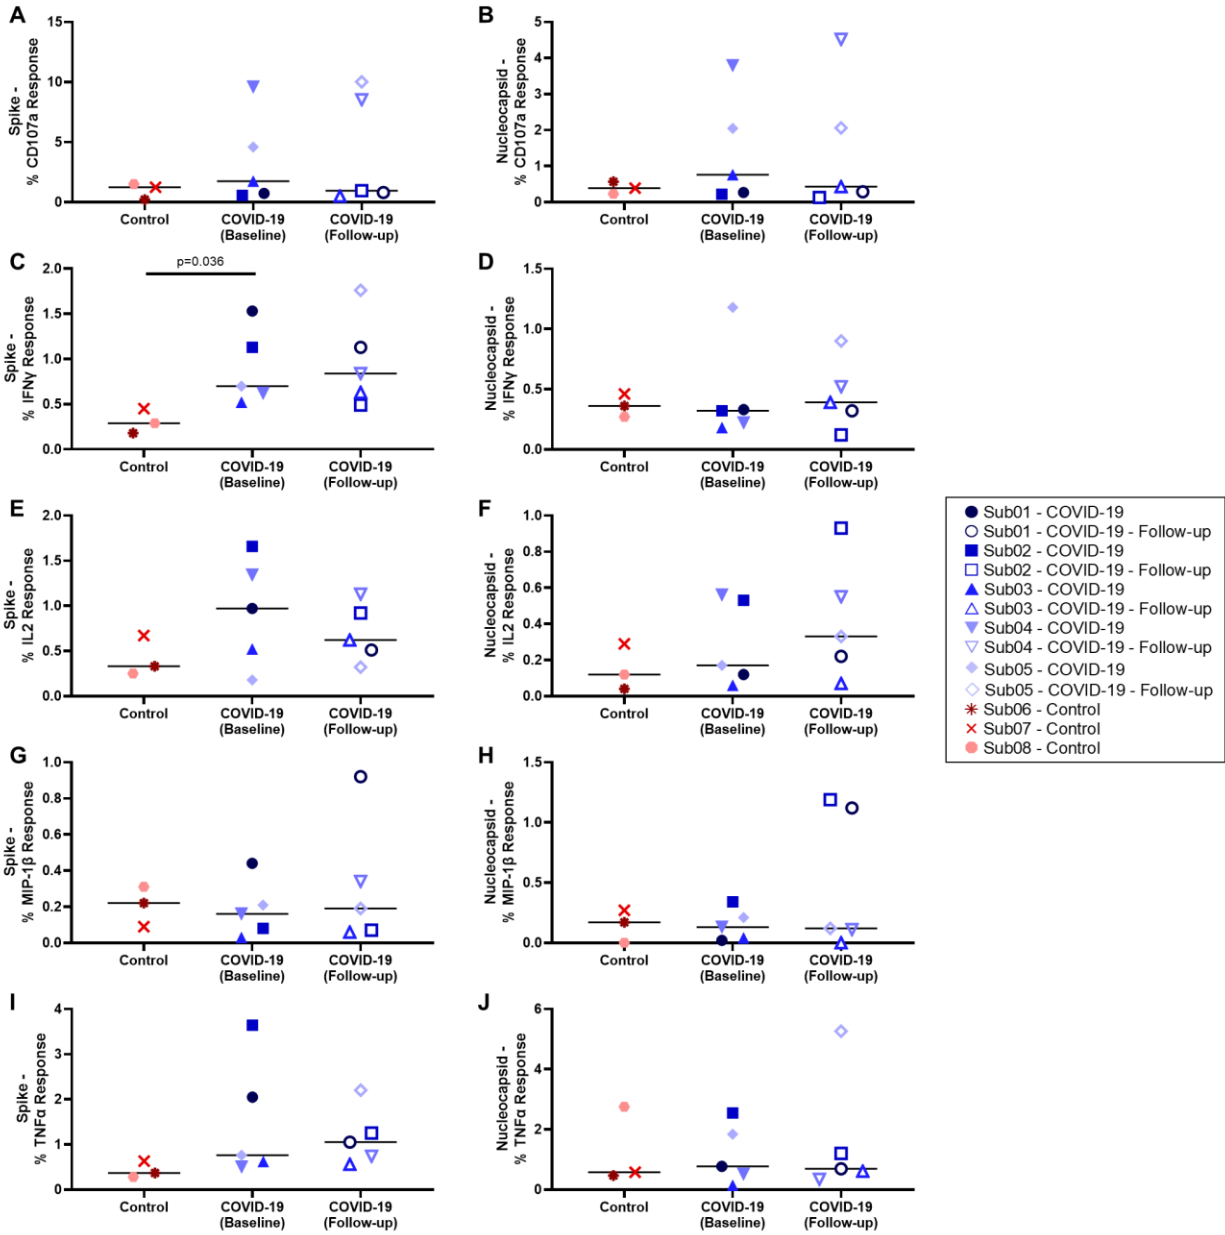 A
Spike -
% CD107a Response
15
10
5
0
Control
COVID-19
(Baseline)
COVID-19
(Follow-up)
B
Nucleocapsid -
% CD107a Response
5
4
3
2
1
0
Control
COVID-19
(Baseline)
COVID-19
(Follow-up)
C
Spike -
% IFNγ Response
2.0
1.5
1.0
0.5
0.0
p=0.036
Control
COVID-19
(Baseline)
COVID-19
(Follow-up)
D
Nucleocapsid -
% IFNγ Response
1.5
1.0
0.5
0.0
Control
COVID-19
(Baseline)
COVID-19
(Follow-up)
E
Spike -
% IL2 Response
2.0
1.5
1.0
0.5
0.0
Control
COVID-19
(Baseline)
COVID-19
(Follow-up)
F
Nucleocapsid -
% IL2 Response
1.0
0.8
0.6
0.4
0.2
0.0
Control
COVID-19
(Baseline)
COVID-19
(Follow-up)
Sub01 - COVID-19
Sub01 - COVID-19 - Follow-up
Sub02 - COVID-19
Sub02 - COVID-19 - Follow-up
Sub03 - COVID-19
Sub03 - COVID-19 - Follow-up
Sub04 - COVID-19
Sub04 - COVID-19 - Follow-up
Sub05 - COVID-19
Sub05 - COVID-19 - Follow-up
Sub06 - Control
Sub07 - Control
Sub08 - Control
G
Spike -
% MIP-1β Response
1.0
0.8
0.6
0.4
0.2
0.0
Control
COVID-19
(Baseline)
COVID-19
(Follow-up)
H
Nucleocapsid -
% MIP-1β Response
1.5
1.0
0.5
0.0
Control
COVID-19
(Baseline)
COVID-19
(Follow-up)
I
Spike -
% TNFα Response
4
3
2
1
0
Control
COVID-19
(Baseline)
COVID-19
(Follow-up)
J
Nucleocapsid -
% TNFα Response
6
4
2
0
Control
COVID-19
(Baseline)
COVID-19
(Follow-up)